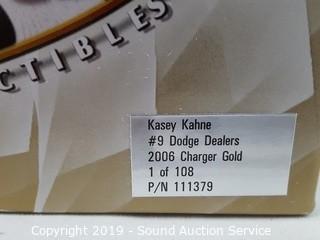 CTIBLES
Kasey Kahne
#9 Dodge Dealers
2006 Charger Gold
1 of 108
P/N 111379
Copyright 2019 - Sound Auction Service